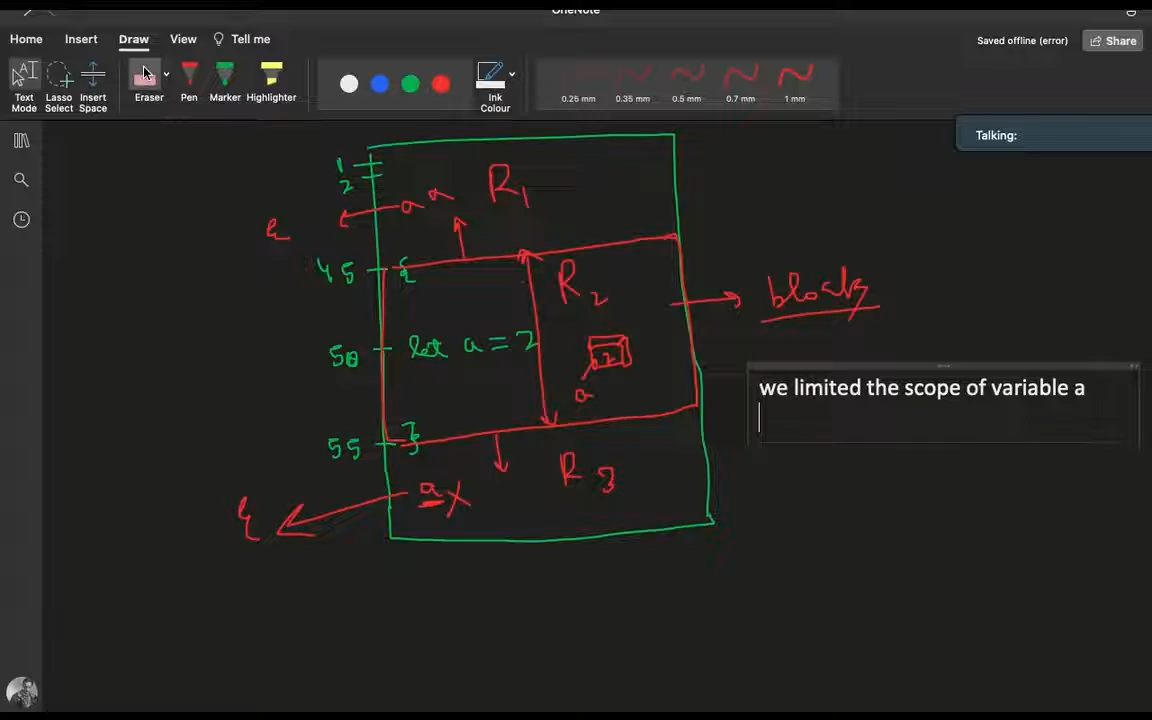 OneNote
Home Insert Draw View Tell me
Saved offline (error) Share
Text Mode
Lasso Select
Insert Space
Eraser
Pen
Marker
Highlighter
Ink Colour
0.25 mm 0.35 mm 0.5 mm 0.7 mm 1 mm
Talking:
1
2
R1
a a
45 {
R2
50 let a = 2
2
a
55 }
R3
a X
we limited the scope of variable a